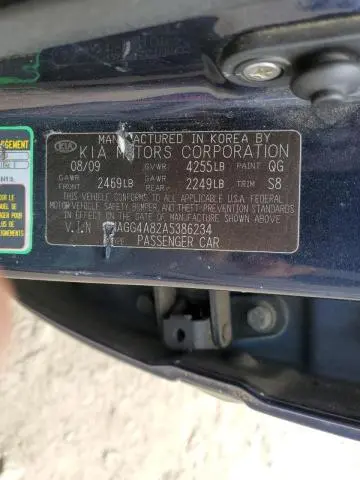 MANUFACTURED IN KOREA BY
KIA KIA MOTORS CORPORATION
08/09 GVWR 4255LB PAINT QG
GAWR FRONT 2469LB GAWR REAR 2249LB TRIM S8
THIS VEHICLE CONFORMS TO ALL APPLICABLE U.S.A FEDERAL
MOTOR VEHICLE SAFETY, BUMPER, AND THEFT PREVENTION STANDARDS
IN EFFECT ON THE DATE OF MANUFACTURE SHOWN ABOVE.
V.I.N AGG4A82A5386234
TYPE: PASSENGER CAR